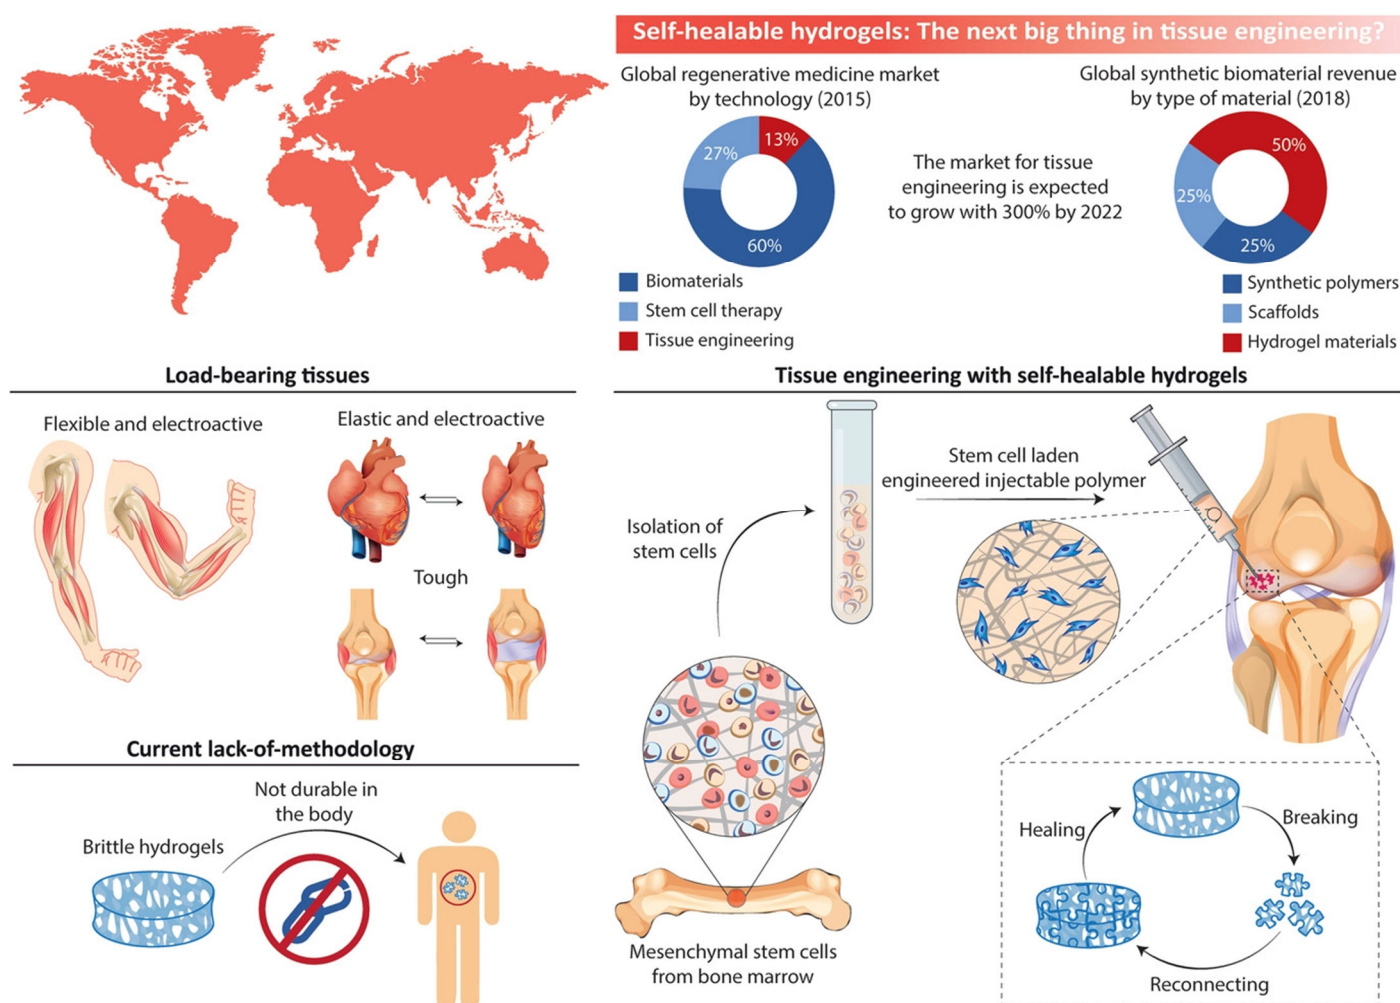 Self-healable hydrogels: The next big thing in tissue engineering?
Global regenerative medicine market
by technology (2015)
13%
27%
60%
Biomaterials
Stem cell therapy
Tissue engineering
The market for tissue
engineering is expected
to grow with 300% by 2022
Global synthetic biomaterial revenue
by type of material (2018)
50%
25%
25%
Synthetic polymers
Scaffolds
Hydrogel materials
Load-bearing tissues
Flexible and electroactive
Elastic and electroactive
Tough
Current lack-of-methodology
Not durable in
the body
Brittle hydrogels
Tissue engineering with self-healable hydrogels
Isolation of
stem cells
Stem cell laden
engineered injectable polymer
Mesenchymal stem cells
from bone marrow
Healing
Breaking
Reconnecting